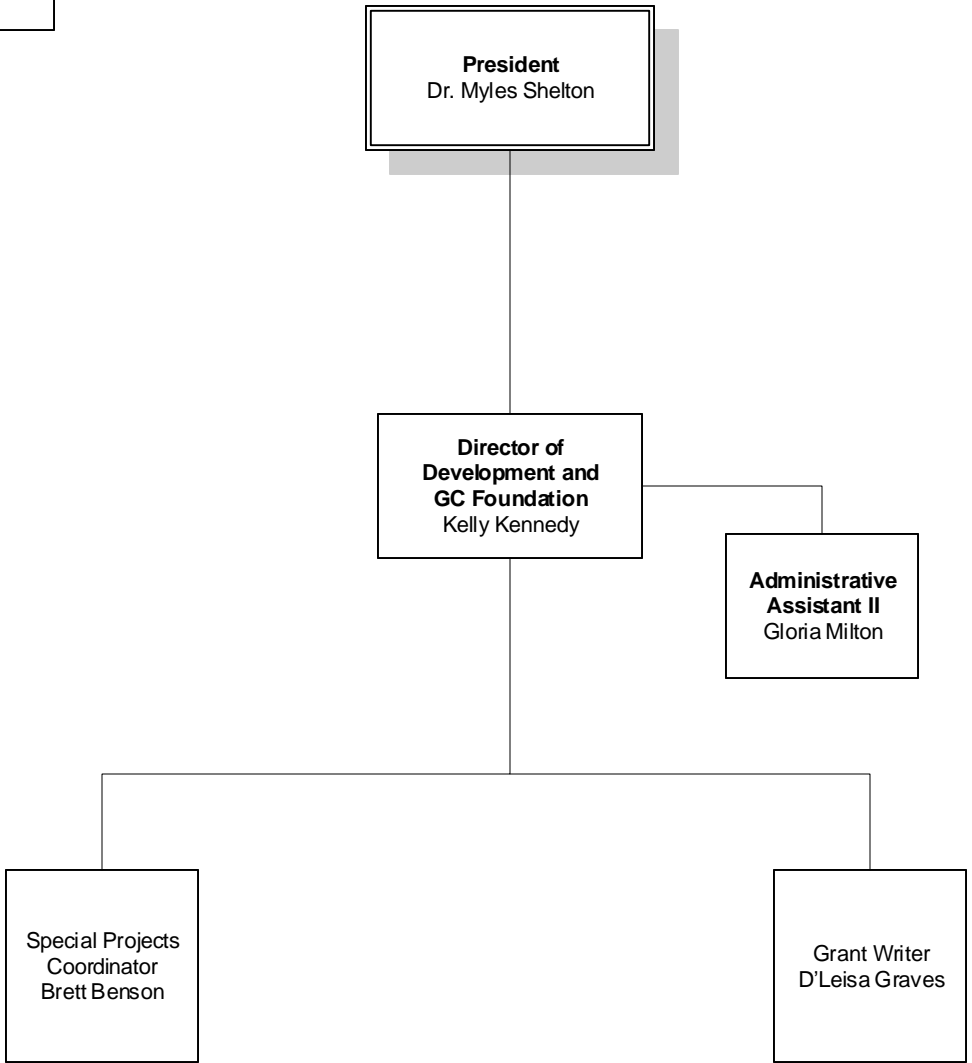 President
Dr. Myles Shelton
Director of
Development and
GC Foundation
Kelly Kennedy
Administrative
Assistant II
Gloria Milton
Special Projects
Coordinator
Brett Benson
Grant Writer
D'Leisa Graves